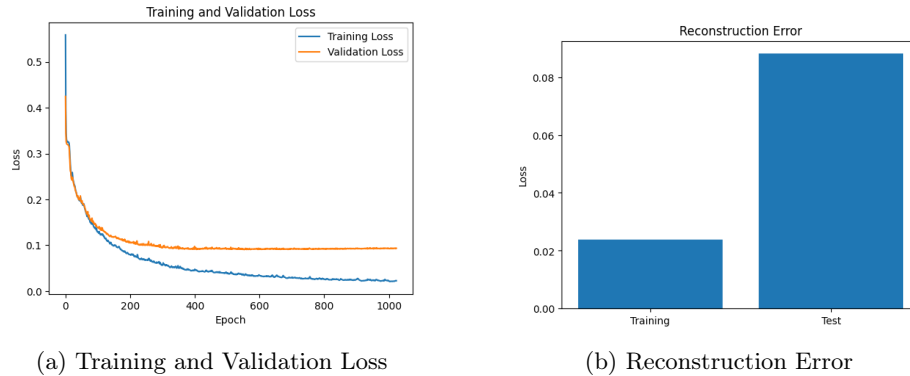 Training and Validation Loss
Training Loss
Validation Loss
0.5
0.4
0.3
0.2
0.1
0.0
Loss
0
200
400
600
800
1000
Epoch
(a) Training and Validation Loss
Reconstruction Error
0.08
0.06
0.04
0.02
0.00
Loss
Training
Test
(b) Reconstruction Error